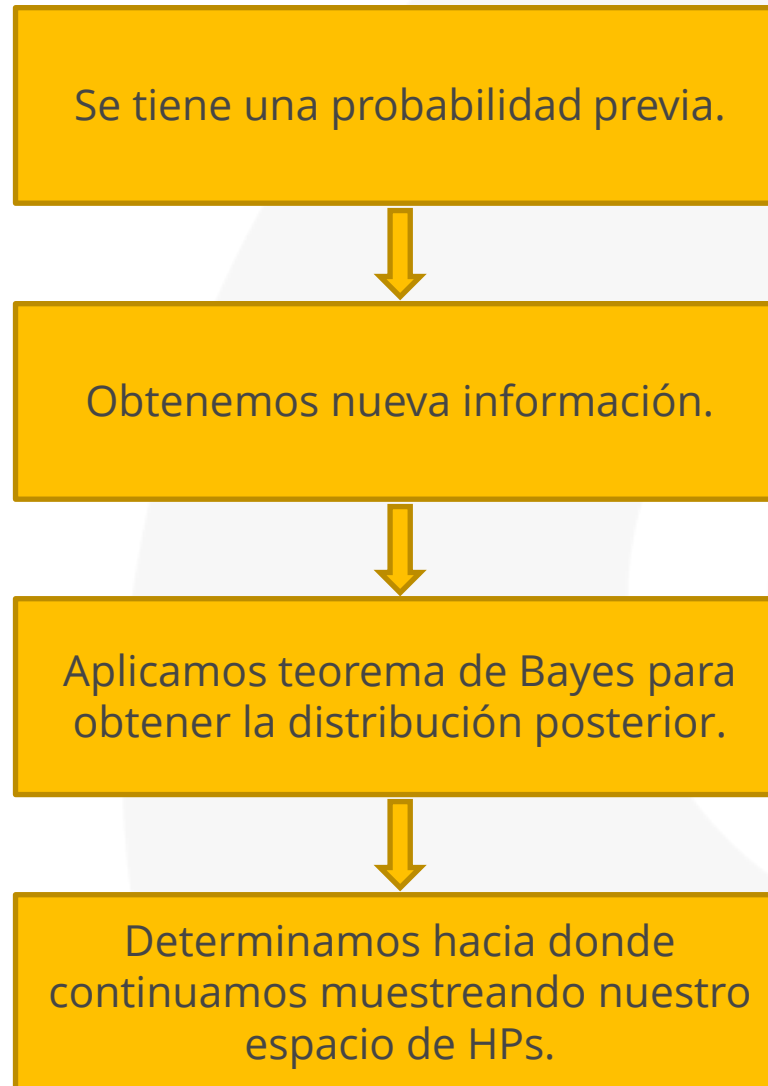 Se tiene una probabilidad previa.
Obtenemos nueva información.
Aplicamos teorema de Bayes para
obtener la distribución posterior.
Determinamos hacia donde
continuamos muestreando nuestro
espacio de HPs.